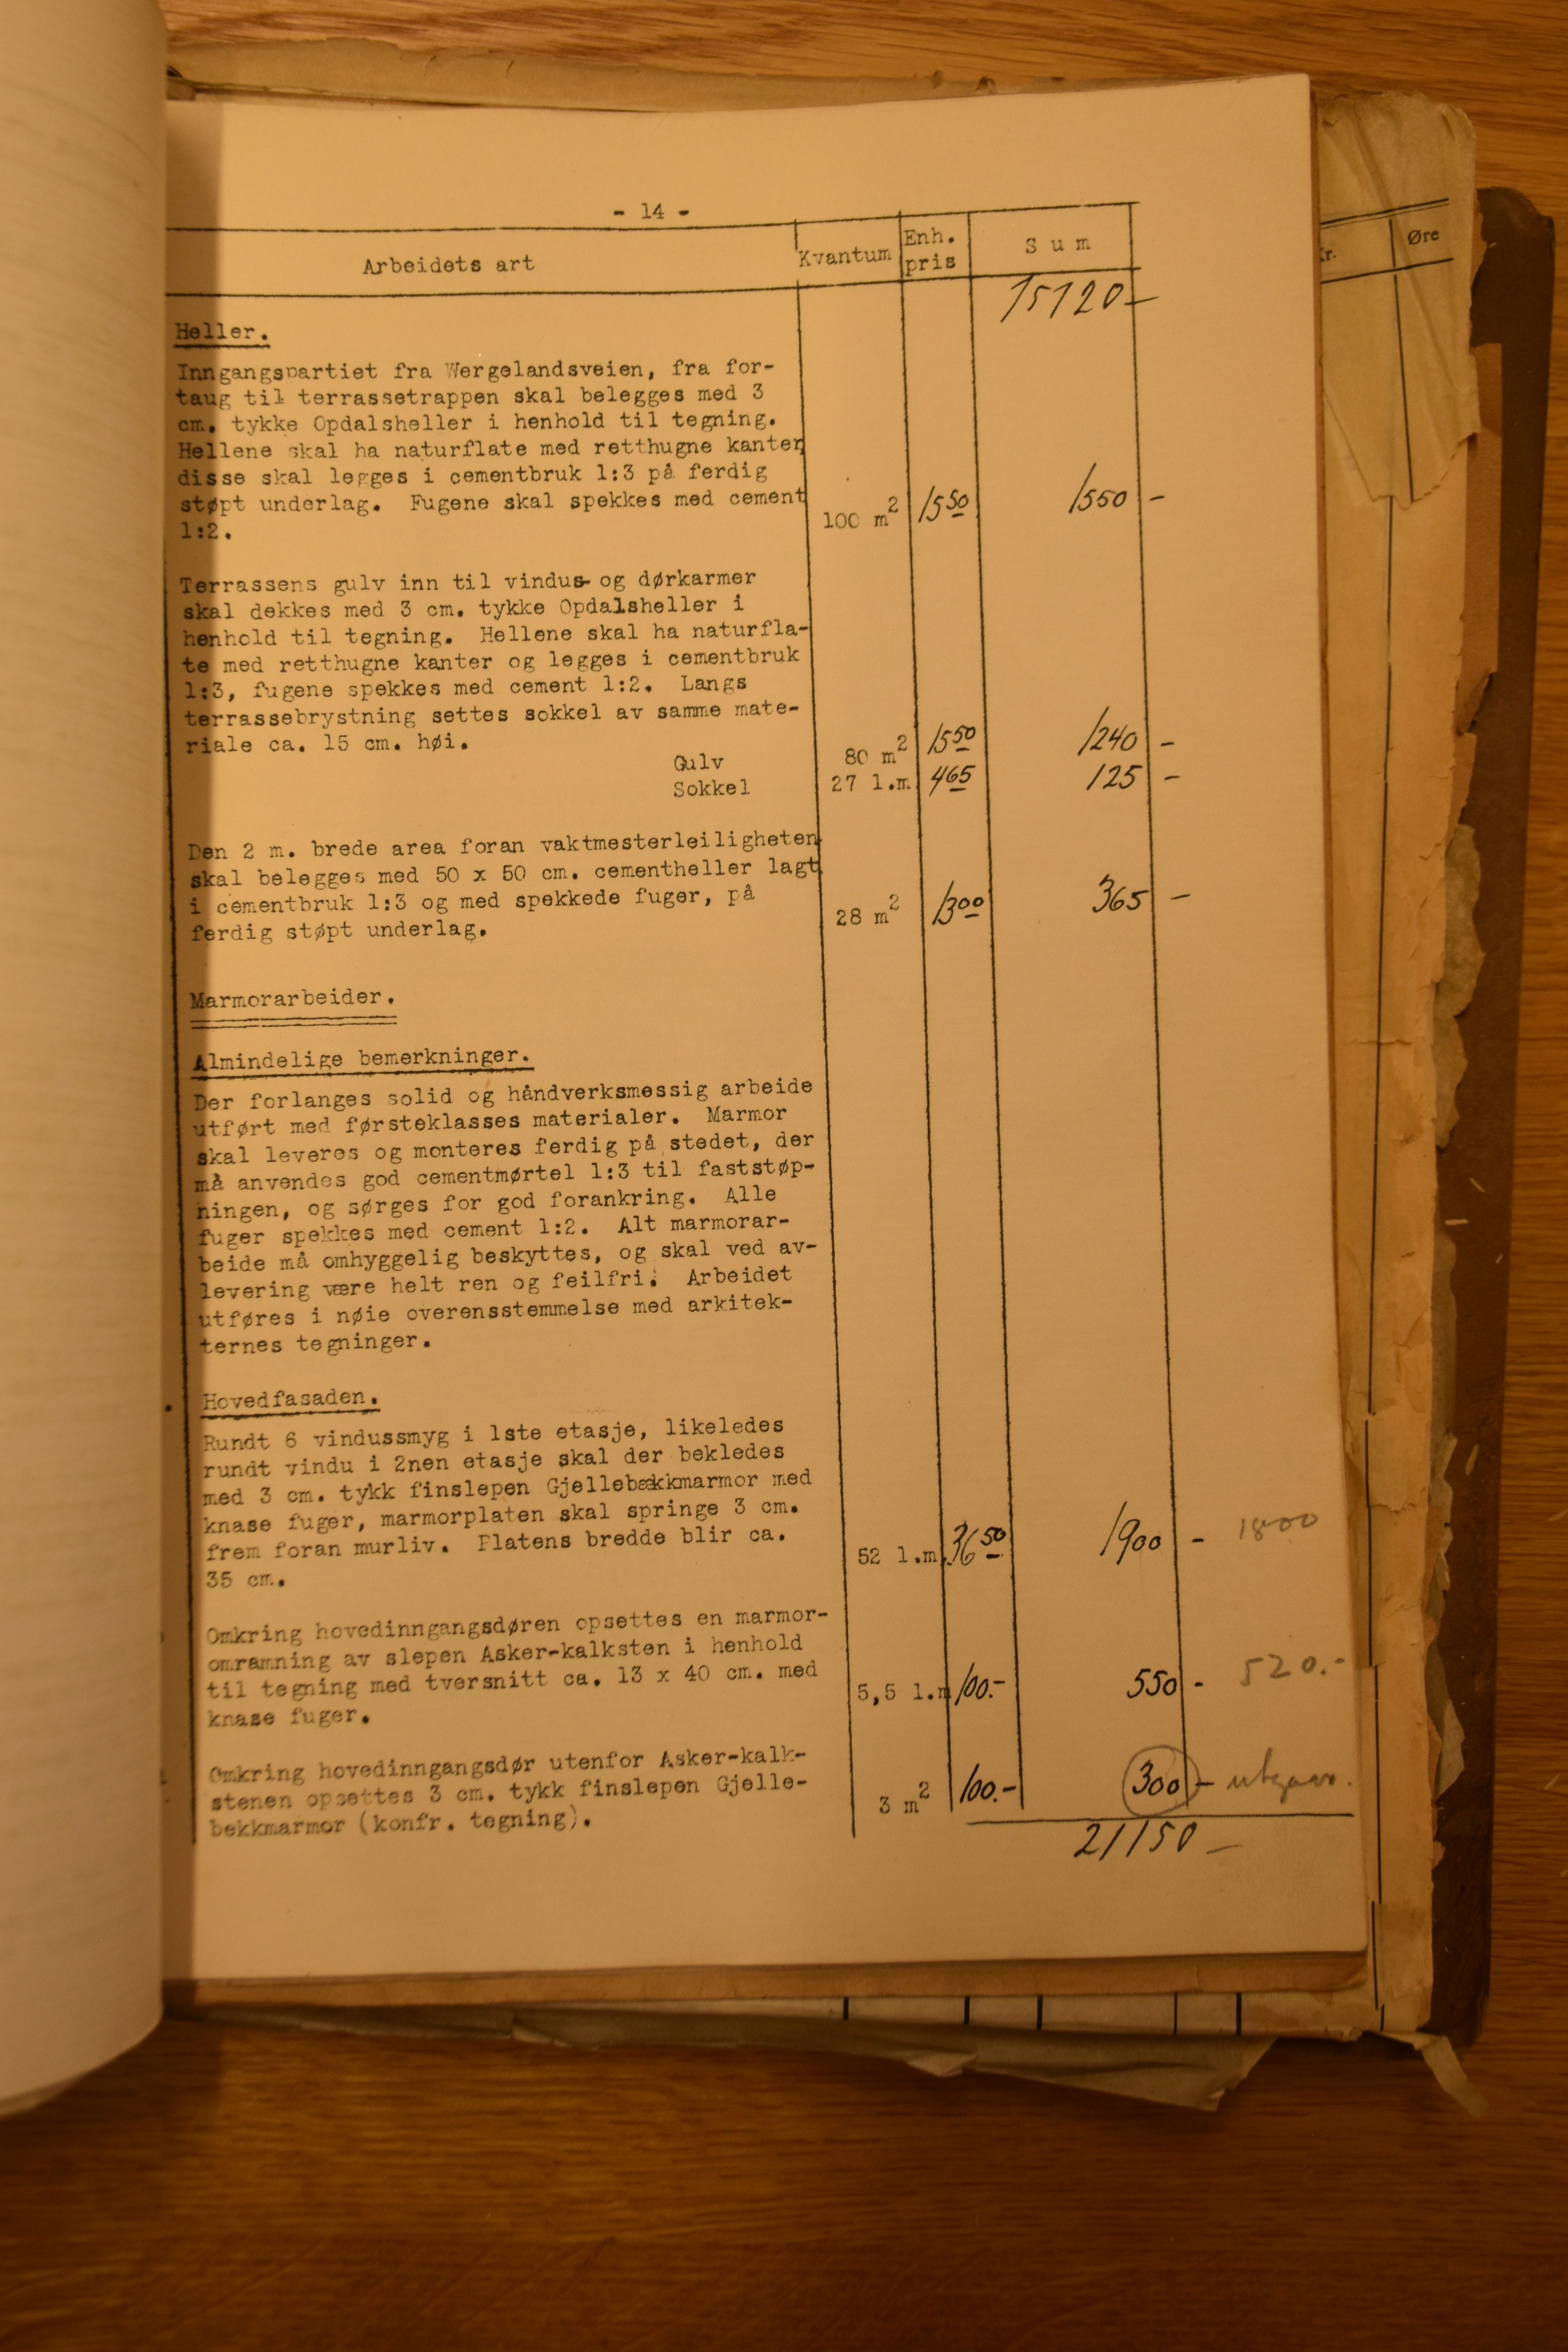 - 14 -
Arbeidets art Kvantum Enh. pris Sum
Kr. Øre
15120-
Heller.
Inngangspartiet fra Wergelandsveien, fra for-
taug til terrassetrappen skal belegges med 3
cm. tykke Opdalsheller i henhold til tegning.
Hellene skal ha naturflate med retthugne kanter
disse skal legges i cementbruk 1:3 på ferdig
støpt underlag. Fugene skal spekkes med cement
1:2. 100 m2 15 50 1550 -
Terrassens gulv inn til vindus- og dørkarmer
skal dekkes med 3 cm. tykke Opdalsheller i
henhold til tegning. Hellene skal ha naturfla-
te med retthugne kanter og legges i cementbruk
1:3, fugene spekkes med cement 1:2. Langs
terrassebrystning settes sokkel av samme mate-
riale ca. 15 cm. høi.
Gulv 80 m2 15 50 1240 -
Sokkel 27 l.m. 4 65 125 -
Den 2 m. brede area foran vaktmesterleiligheten
skal belegges med 50 x 50 cm. cementheller lagt
i cementbruk 1:3 og med spekkede fuger, på
ferdig støpt underlag. 28 m2 13 00 365 -
Marmorarbeider.
Almindelige bemerkninger.
Der forlanges solid og håndverksmessig arbeide
utført med førsteklasses materialer. Marmor
skal leveres og monteres ferdig på stedet, der
må anvendes god cementmørtel 1:3 til faststøp-
ningen, og sørges for god forankring. Alle
fuger spekkes med cement 1:2. Alt marmorar-
beide må omhyggelig beskyttes, og skal ved av-
levering være helt ren og feilfri. Arbeidet
utføres i nøie overensstemmelse med arkitek-
ternes tegninger.
Hovedfasaden.
Rundt 6 vindussmyg i 1ste etasje, likeledes
rundt vindu i 2nen etasje skal der bekledes
med 3 cm. tykk finslepen Gjellebækkmarmor med
knase fuger, marmorplaten skal springe 3 cm.
frem foran murliv. Platens bredde blir ca.
35 cm. 52 l.m. 36 50 1900 - 1800
Omkring hovedinngangsdøren opsettes en marmor-
omramning av slepen Asker-kalksten i henhold
til tegning med tversnitt ca. 13 x 40 cm. med
knase fuger. 5,5 l.m 100.- 550 - 520.-
Omkring hovedinngangsdør utenfor Asker-kalk-
stenen opsettes 3 cm. tykk finslepen Gjelle-
bekkmarmor (konfr. tegning). 3 m2 100.- 300 - utgaar.
21150 -